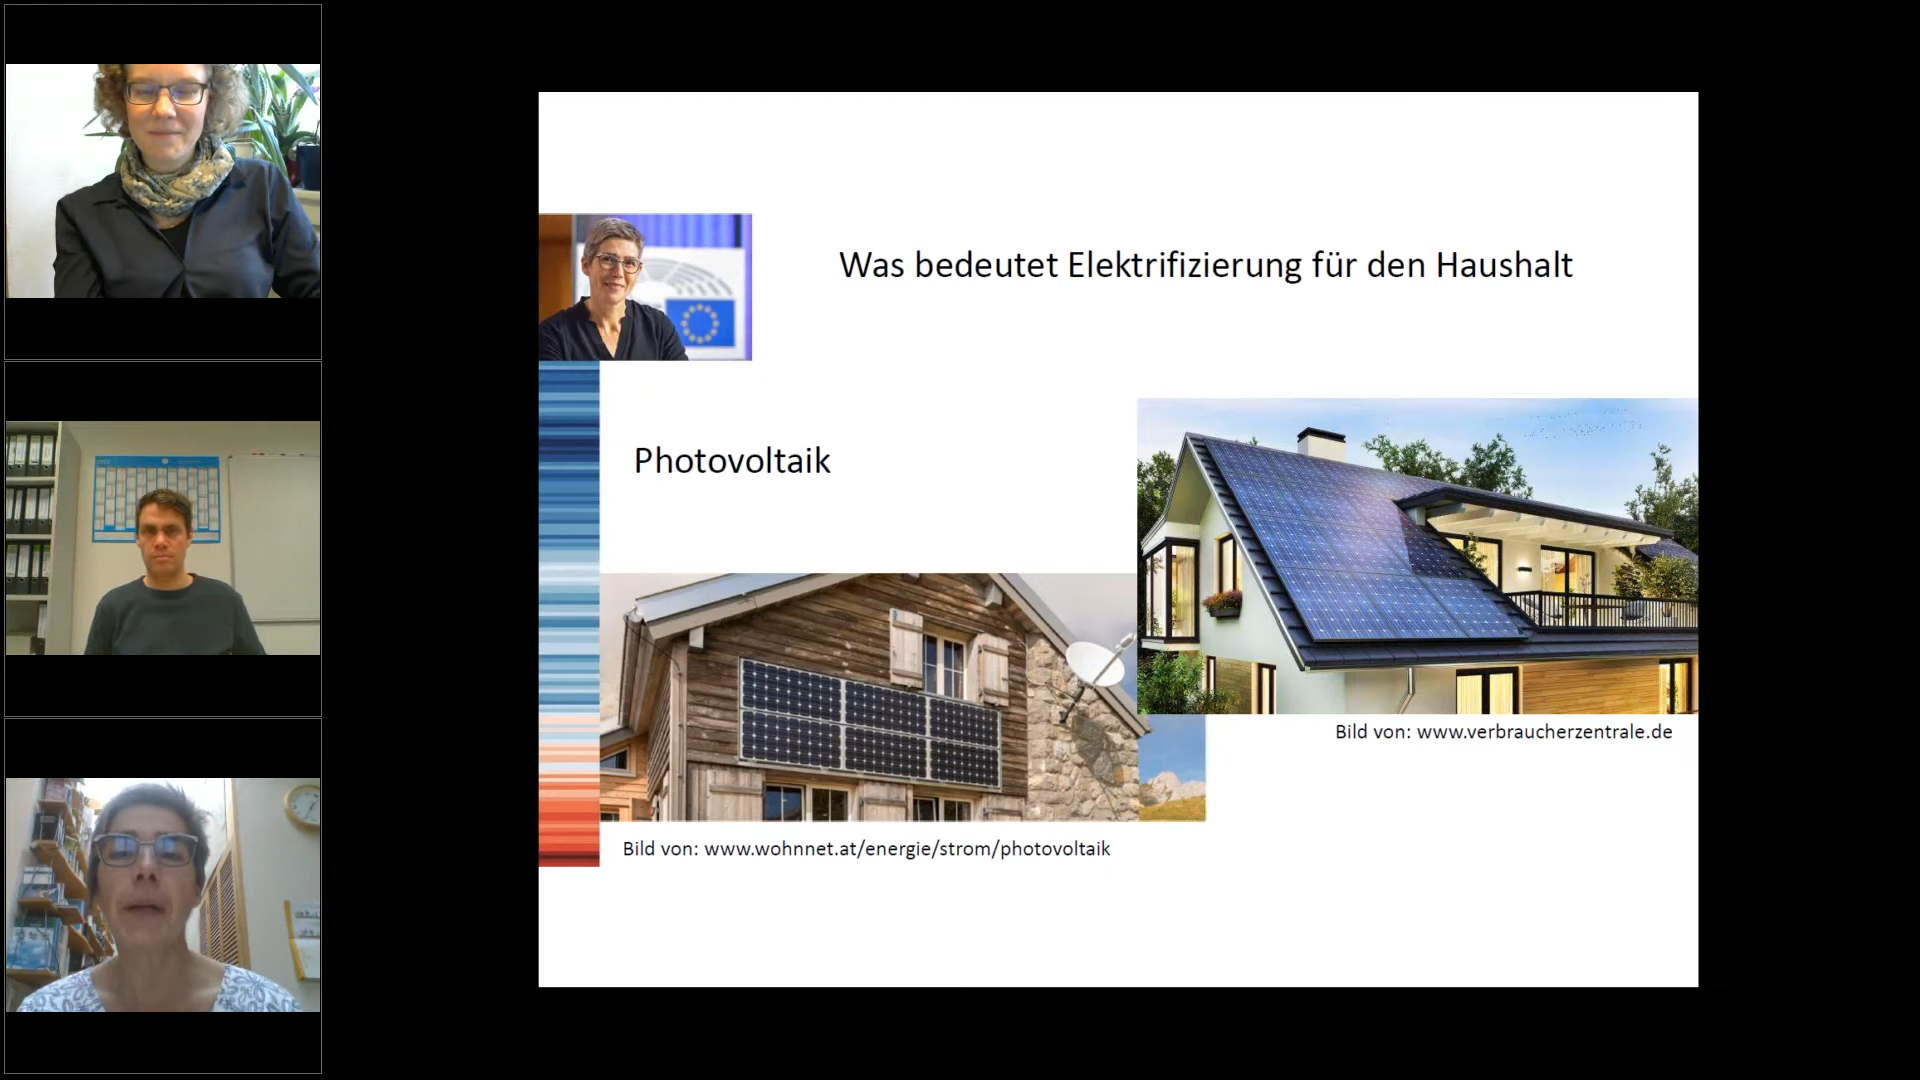 Was bedeutet Elektrifizierung für den Haushalt
Photovoltaik
Bild von: www.verbraucherzentrale.de
Bild von: www.wohnnet.at/energie/strom/photovoltaik